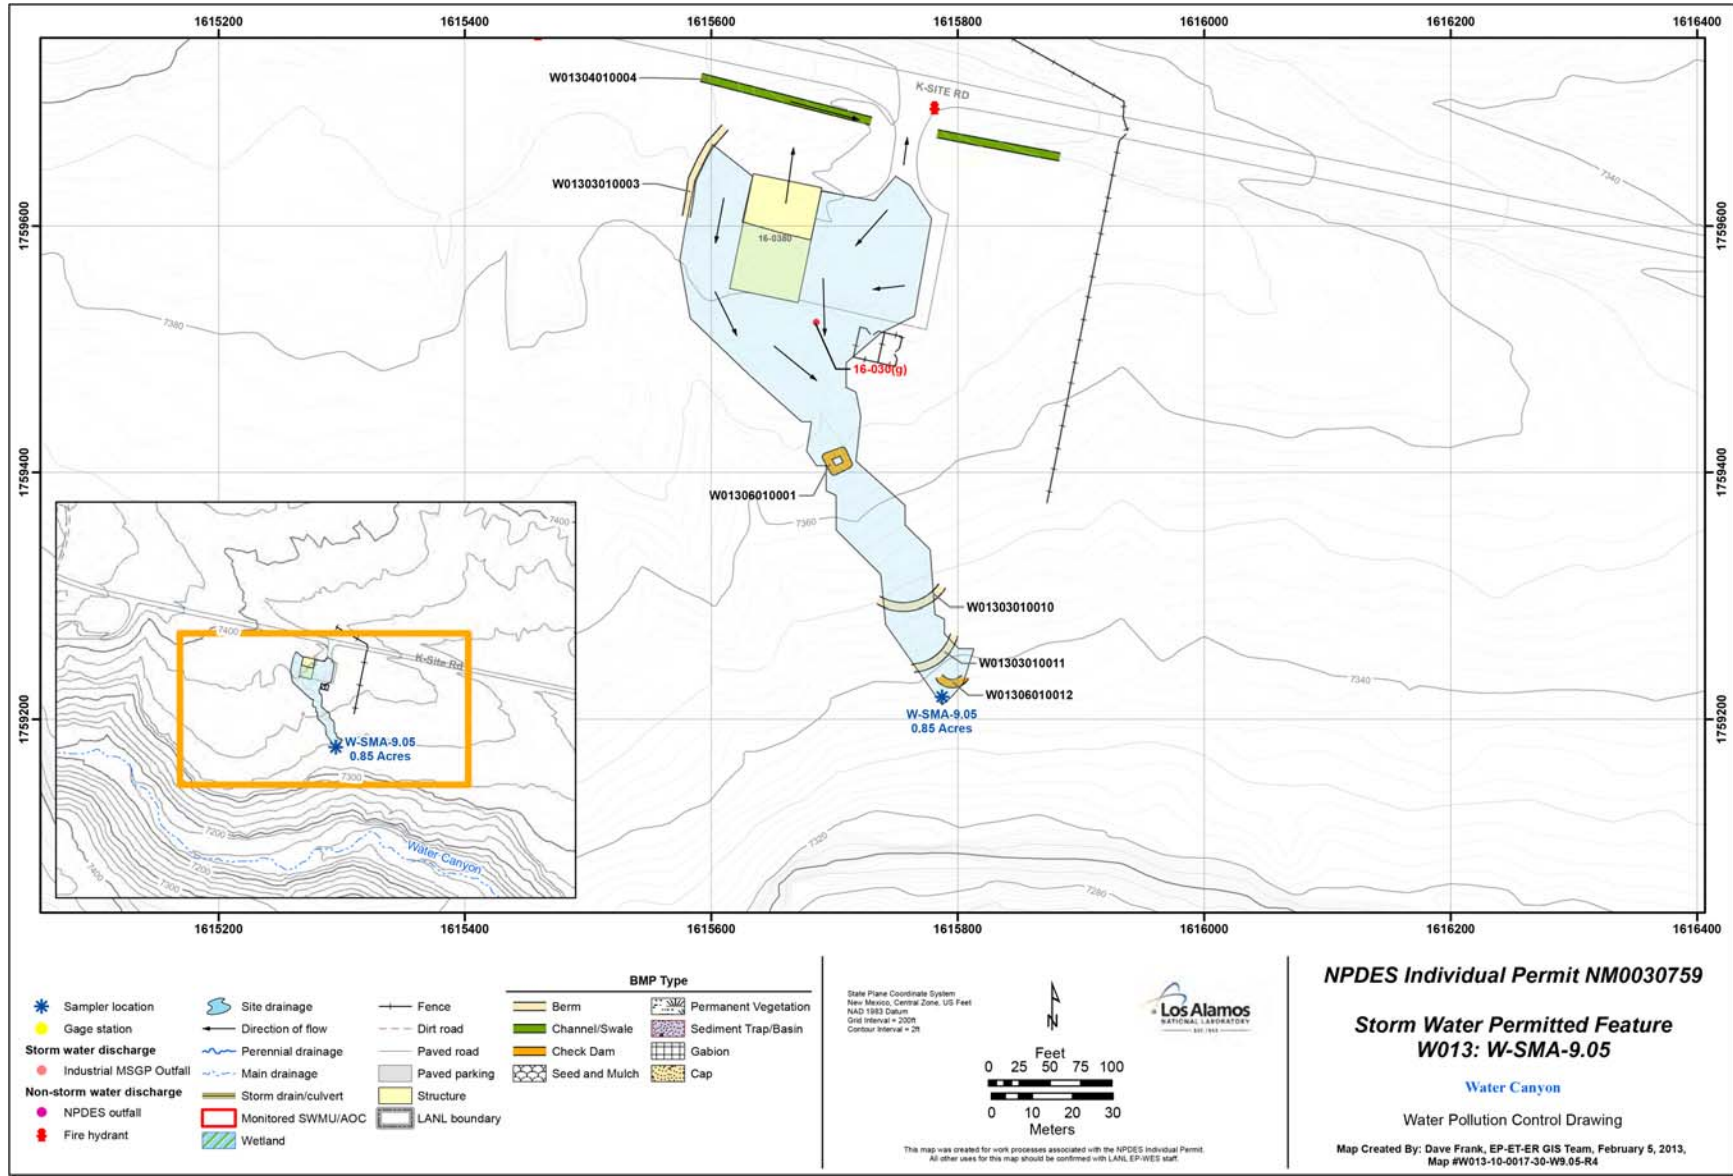 1615200 1615400 1615600 1615800 1616000 1616200 1616400
W01304010004
K-SITE RD
W01303010003
7340
1759600 1759600
16-0380
7380
16-030(g)
1759400 1759400
W01306010001
7360
7400
W01303010010
7400
K-Site Rd
W01303010011
7340
W01306010012
W-SMA-9.05
0.85 Acres
1759200 1759200
W-SMA-9.05
0.85 Acres
7300
7200
7320
Water Canyon
7200
7400
7300
7280
1615200 1615400 1615600 1615800 1616000 1616200 1616400
Sampler location
Gage station
Storm water discharge
Industrial MSGP Outfall
Non-storm water discharge
NPDES outfall
Fire hydrant
Site drainage
Direction of flow
Perennial drainage
Main drainage
Storm drain/culvert
Monitored SWMU/AOC
Wetland
Fence
Dirt road
Paved road
Paved parking
Structure
LANL boundary
BMP Type
Berm
Channel/Swale
Check Dam
Seed and Mulch
Permanent Vegetation
Sediment Trap/Basin
Gabion
Cap
State Plane Coordinate System
New Mexico, Central Zone, US Feet
NAD 1983 Datum
Grid Interval = 200ft
Contour Interval = 2ft
N
Los Alamos
NATIONAL LABORATORY
EST. 1943
Feet
0 25 50 75 100
0 10 20 30
Meters
This map was created for work processes associated with the NPDES Individual Permit.
All other uses for this map should be confirmed with LANL EP-WES staff.
NPDES Individual Permit NM0030759
Storm Water Permitted Feature
W013: W-SMA-9.05
Water Canyon
Water Pollution Control Drawing
Map Created By: Dave Frank, EP-ET-ER GIS Team, February 5, 2013,
Map #W013-10-0017-30-W9.05-R4